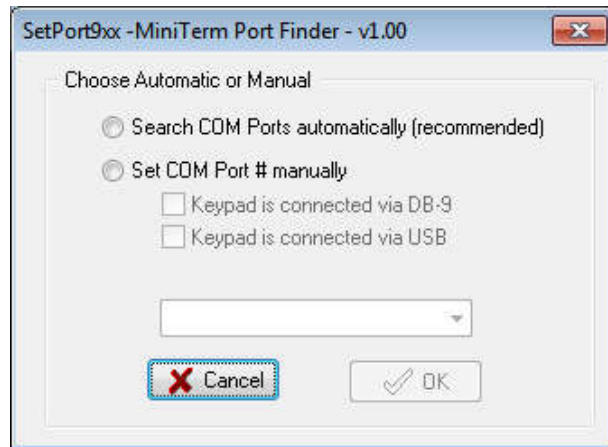 SetPort9xx -MiniTerm Port Finder - v1.00
Choose Automatic or Manual
Search COM Ports automatically (recommended)
Set COM Port # manually
Keypad is connected via DB-9
Keypad is connected via USB
Cancel
OK